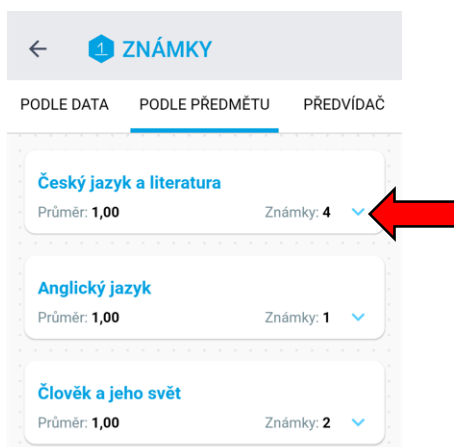 1 ZNÁMKY
PODLE DATA PODLE PŘEDMĚTU PŘEDVÍDAČ
Český jazyk a literatura
Průměr: 1,00 Známky: 4
Anglický jazyk
Průměr: 1,00 Známky: 1
Člověk a jeho svět
Průměr: 1,00 Známky: 2